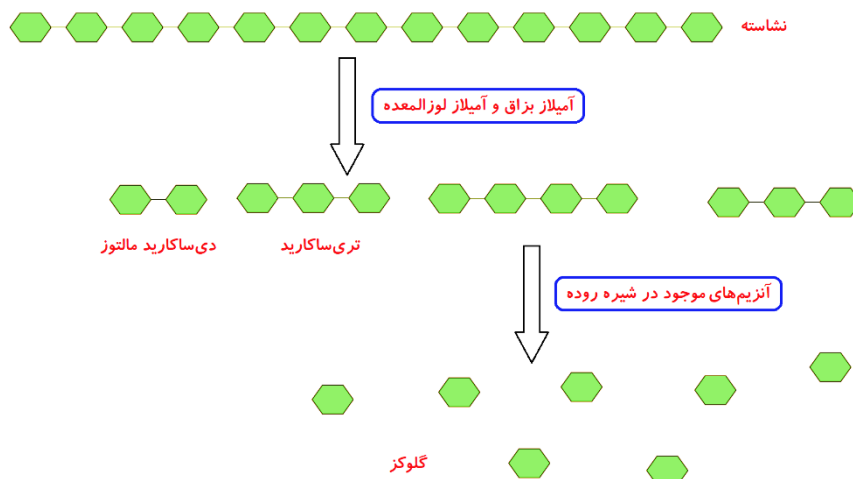 نشاسته
آمیلاز بزاق و آمیلاز لوزالمعده
تری‌ساکارید
دی‌ساکارید مالتوز
آنزیم‌های موجود در شیره روده
گلوکز